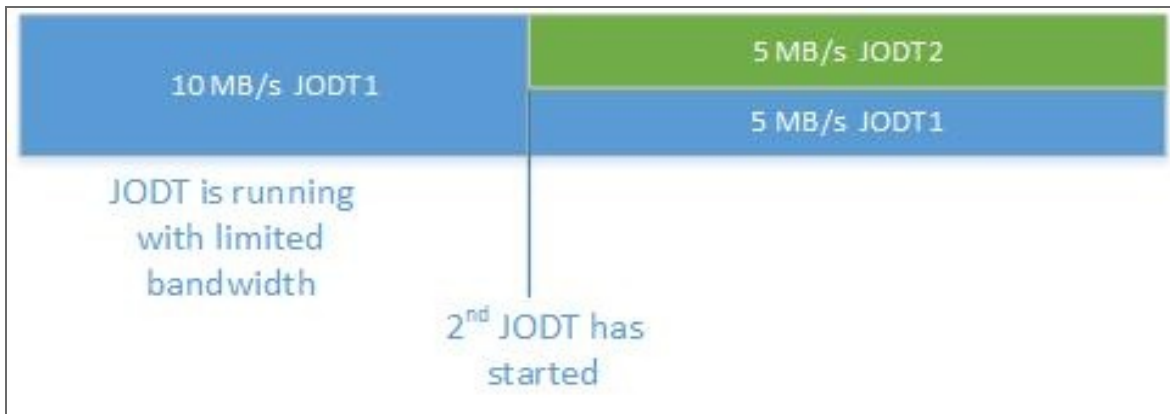 10 MB/s JODT1
5 MB/s JODT2
5 MB/s JODT1
JODT is running
with limited
bandwidth
2nd JODT has
started